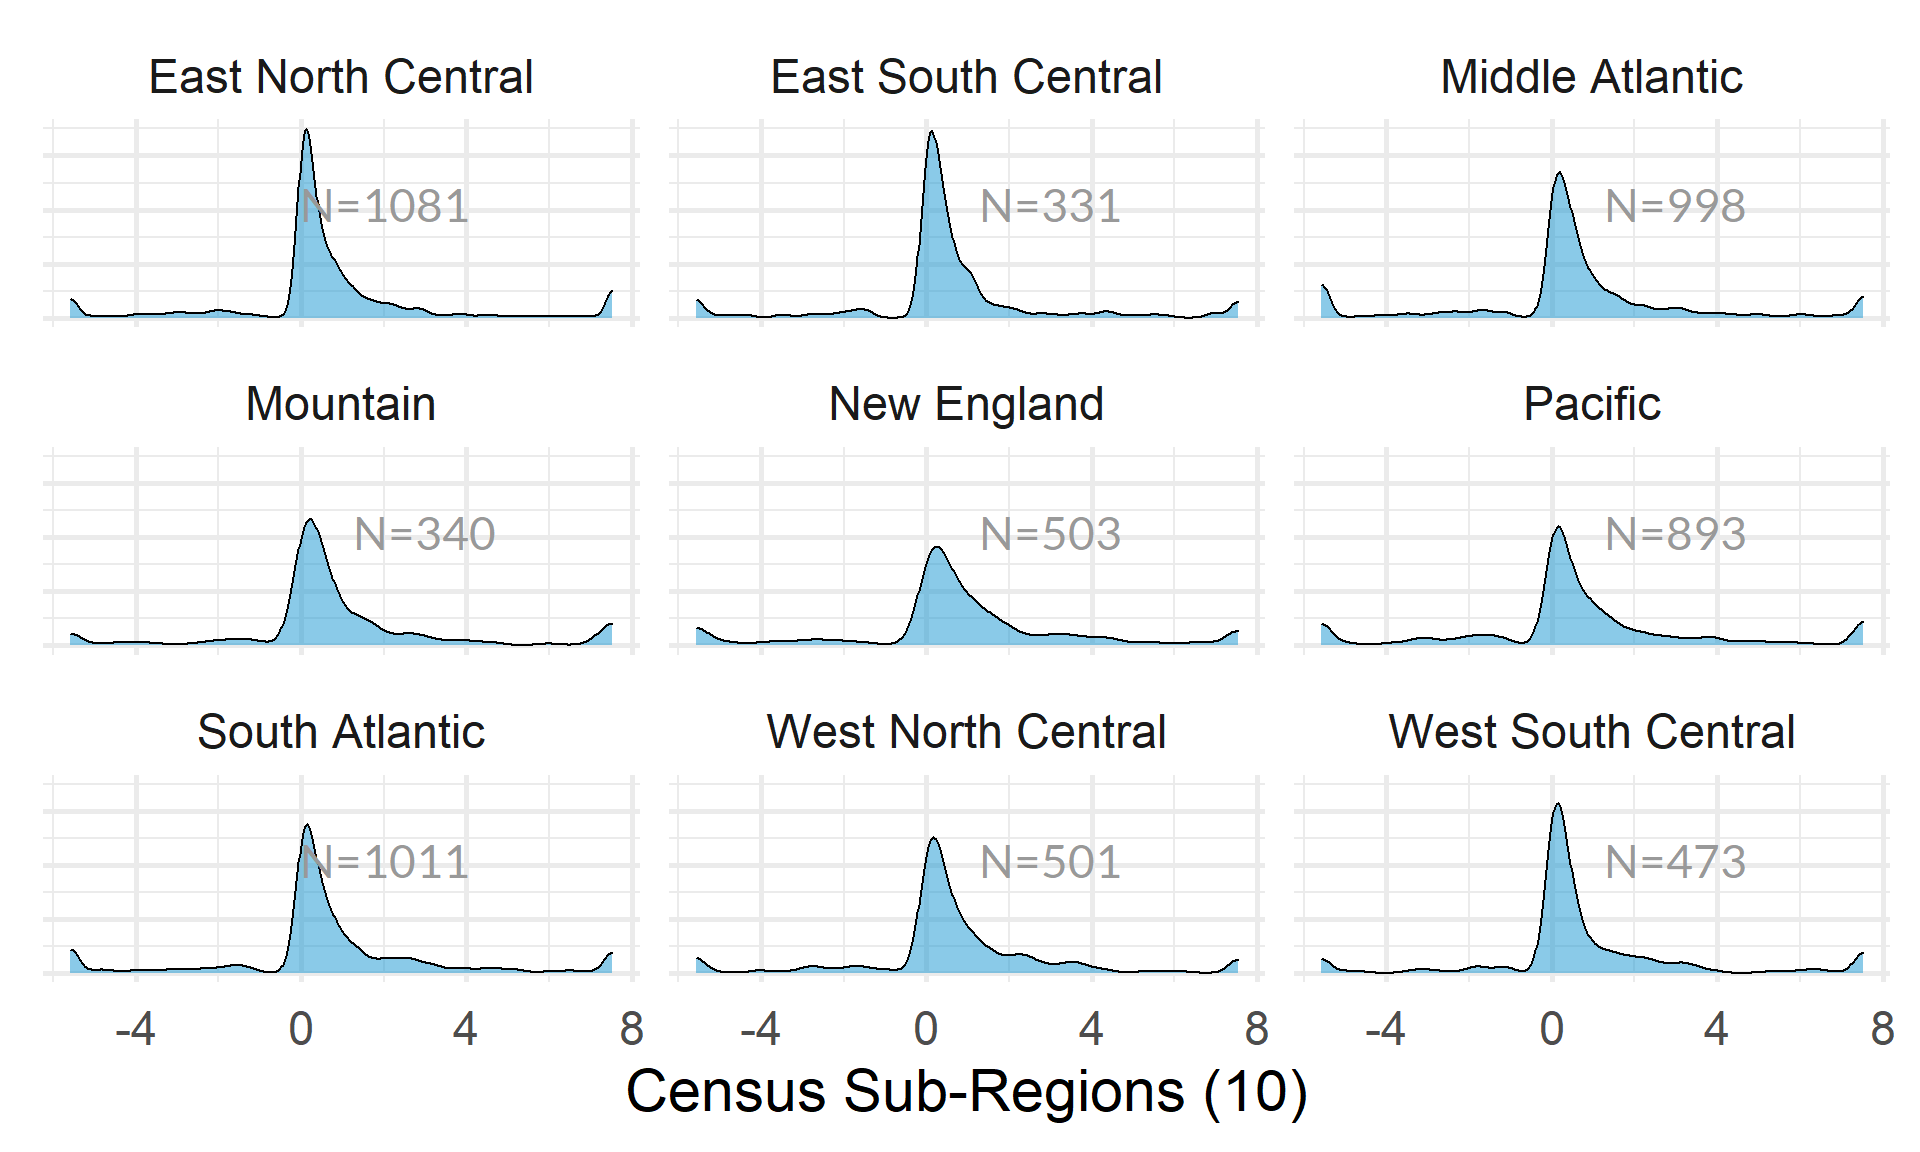 East North Central East South Central Middle Atlantic
N=1081 N=331 N=998
Mountain New England Pacific
N=340 N=503 N=893
South Atlantic West North Central West South Central
N=1011 N=501 N=473
-4 0 4 8 -4 0 4 8 -4 0 4 8
Census Sub-Regions (10)